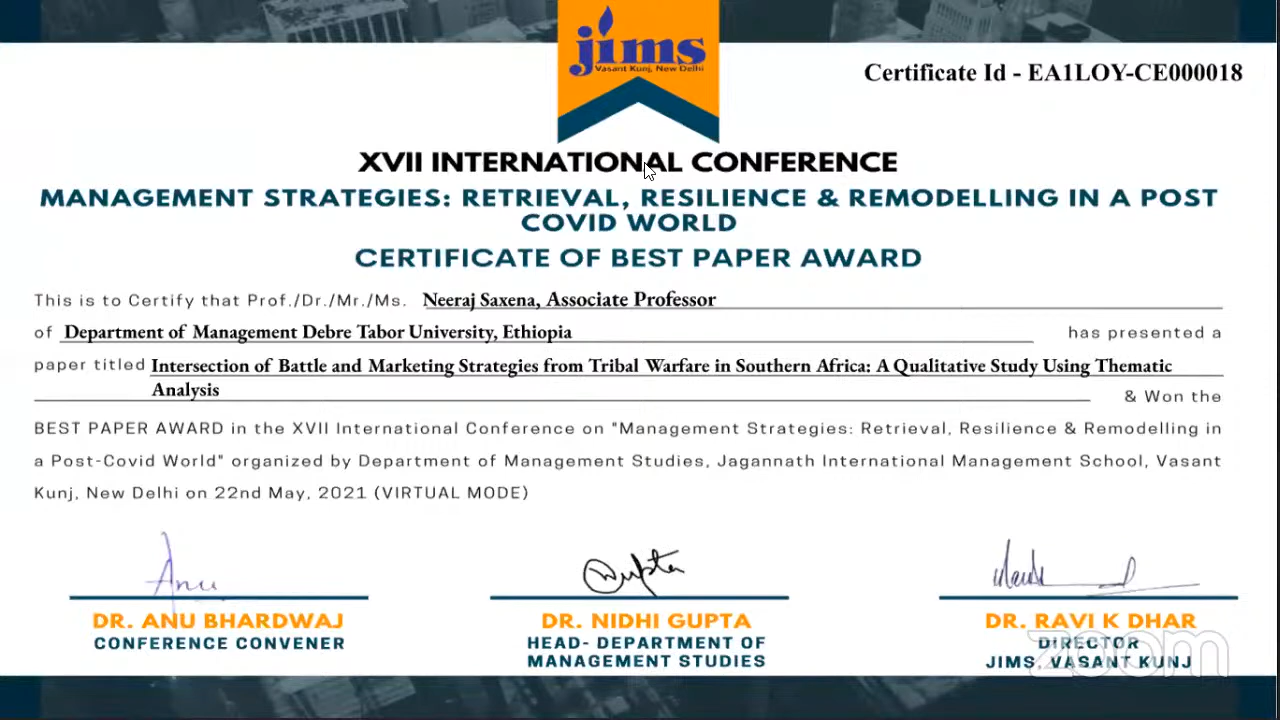 jims
Vasant Kunj, New Delhi
Certificate Id - EA1LOY-CE000018
XVII INTERNATIONAL CONFERENCE
MANAGEMENT STRATEGIES: RETRIEVAL, RESILIENCE & REMODELLING IN A POST
COVID WORLD
CERTIFICATE OF BEST PAPER AWARD
This is to Certify that Prof./Dr./Mr./Ms. Neeraj Saxena, Associate Professor
of Department of Management Debre Tabor University, Ethiopia has presented a
paper titled Intersection of Battle and Marketing Strategies from Tribal Warfare in Southern Africa: A Qualitative Study Using Thematic
Analysis & Won the
BEST PAPER AWARD in the XVII International Conference on "Management Strategies: Retrieval, Resilience & Remodelling in
a Post-Covid World" organized by Department of Management Studies, Jagannath International Management School, Vasant
Kunj, New Delhi on 22nd May, 2021 (VIRTUAL MODE)
Anu
Gupta
DR. ANU BHARDWAJ
CONFERENCE CONVENER
DR. NIDHI GUPTA
HEAD- DEPARTMENT OF
MANAGEMENT STUDIES
DR. RAVI K DHAR
DIRECTOR
JIMS, VASANT KUNJ
zoom